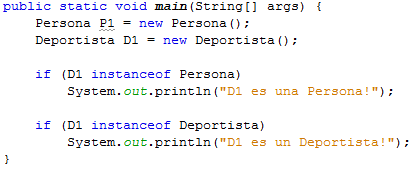 public static void main(String[] args) {
Persona P1 = new Persona();
Deportista D1 = new Deportista();
if (D1 instanceof Persona)
System.out.println("D1 es una Persona!");
if (D1 instanceof Deportista)
System.out.println("D1 es un Deportista!");
}